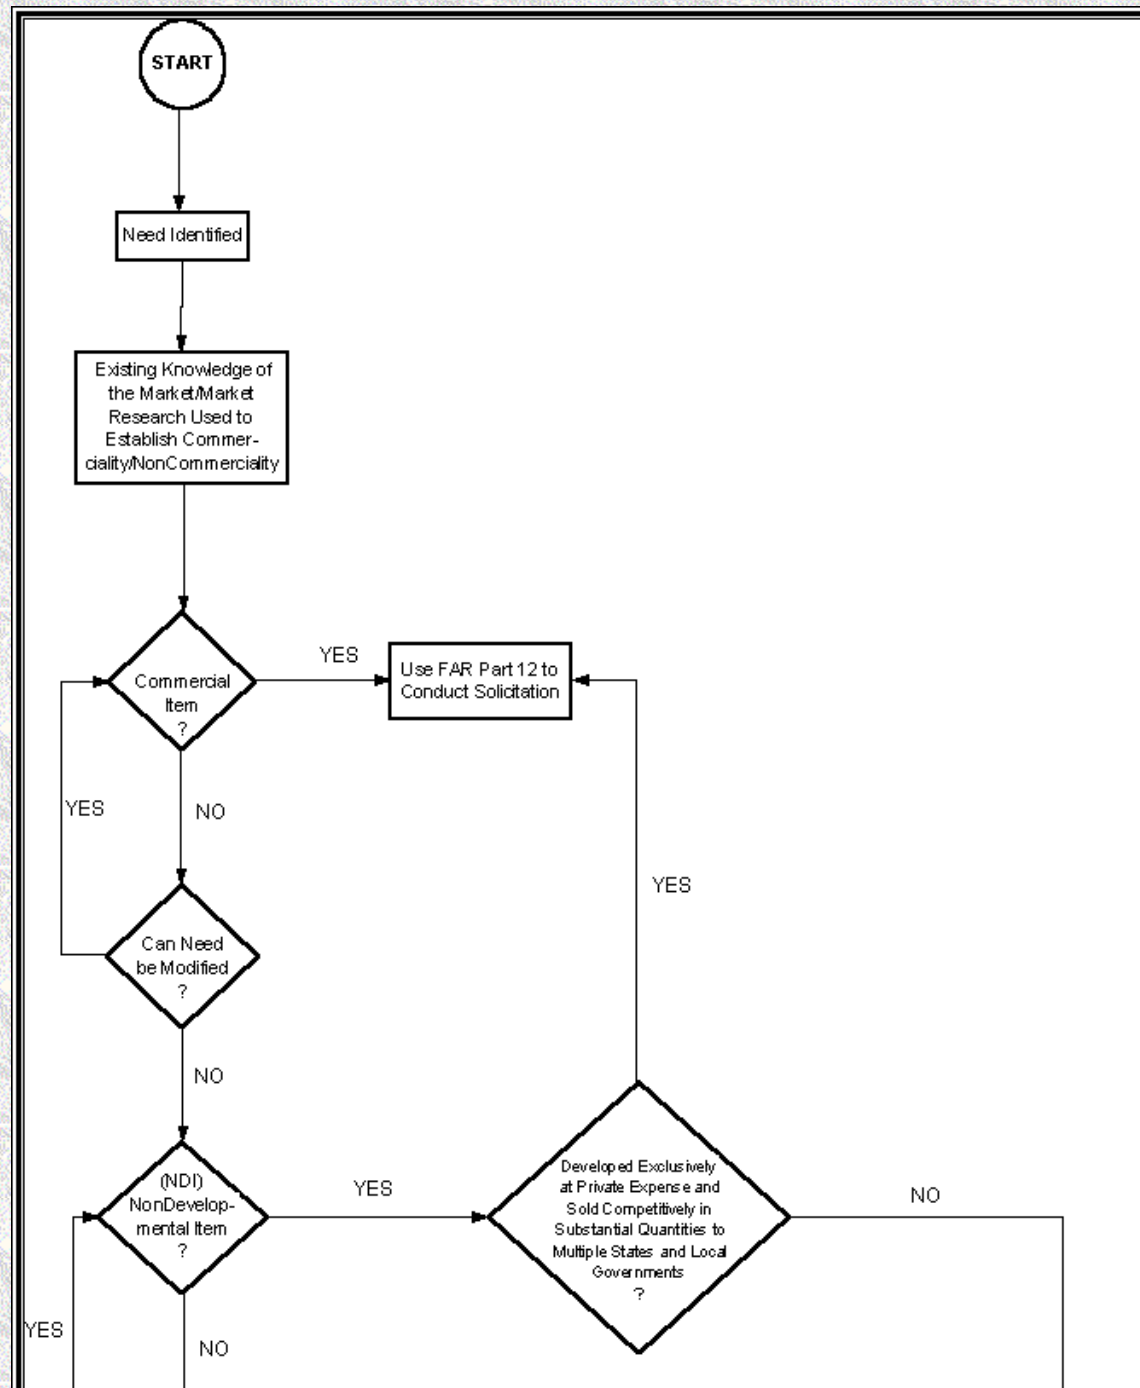 START
Need Identified
Existing Knowledge of
the Market/Market
Research Used to
Establish Commer-
ciality/NonCommerciality
Commercial
Item
?
YES
Use FAR Part 12 to
Conduct Solicitation
YES
NO
YES
Can Need
be Modified
?
NO
(NDI)
NonDevelop-
mental Item
?
YES
Developed Exclusively
at Private Expense and
Sold Competitively in
Substantial Quantities to
Multiple States and Local
Governments
?
NO
YES
NO